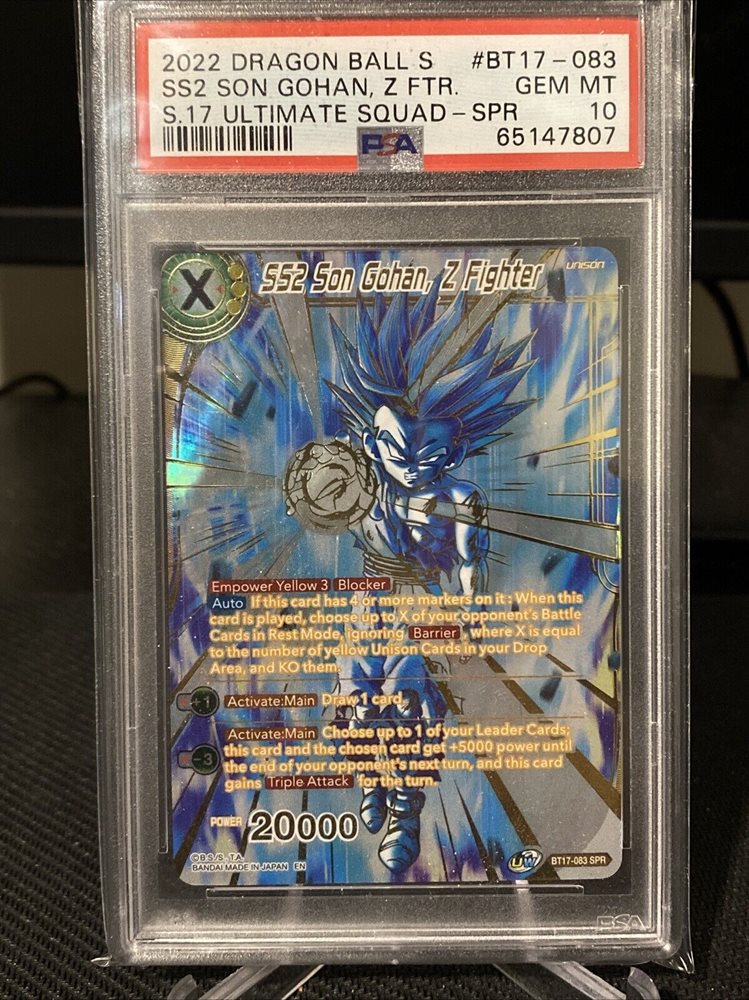 2022 DRAGON BALL S #BT17-083
SS2 SON GOHAN, Z FTR. GEM MT
S.17 ULTIMATE SQUAD-SPR 10
PSA 65147807
X SS2 Son Gohan, Z Fighter unison
Empower Yellow 3 Blocker
Auto If this card has 4 or more markers on it : When this
card is played, choose up to X of your opponent's Battle
Cards in Rest Mode, ignoring Barrier, where X is equal
to the number of yellow Unison Cards in your Drop
Area, and KO them.
+1 Activate:Main Draw 1 card.
Activate:Main Choose up to 1 of your Leader Cards;
-3 this card and the chosen card get +5000 power until
the end of your opponent's next turn, and this card
gains Triple Attack for the turn.
POWER 20000
©B.S./S, T.A.
BANDAI MADE IN JAPAN EN
UW BT17-083 SPR
PSA